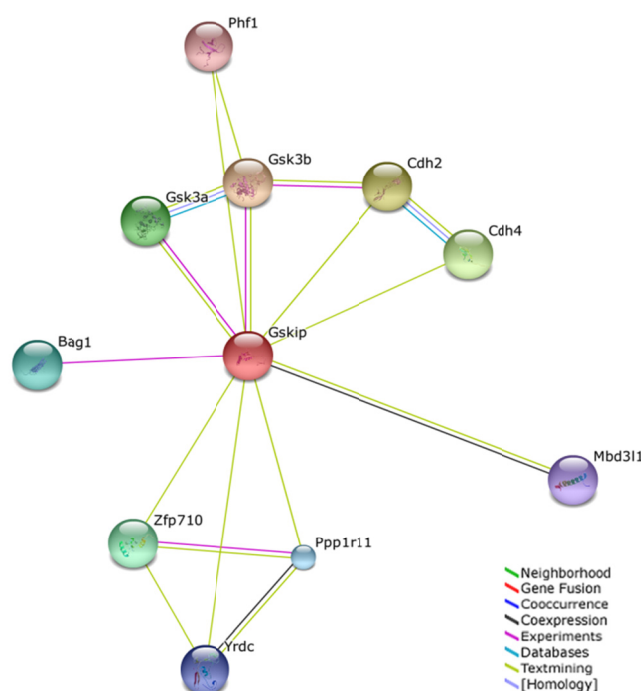 Phf1
Gsk3b
Cdh2
Gsk3a
Cdh4
Gskip
Bag1
Mbd3l1
Zfp710
Ppp1r11
Yrdc
Neighborhood
Gene Fusion
Cooccurrence
Coexpression
Experiments
Databases
Textmining
[Homology]